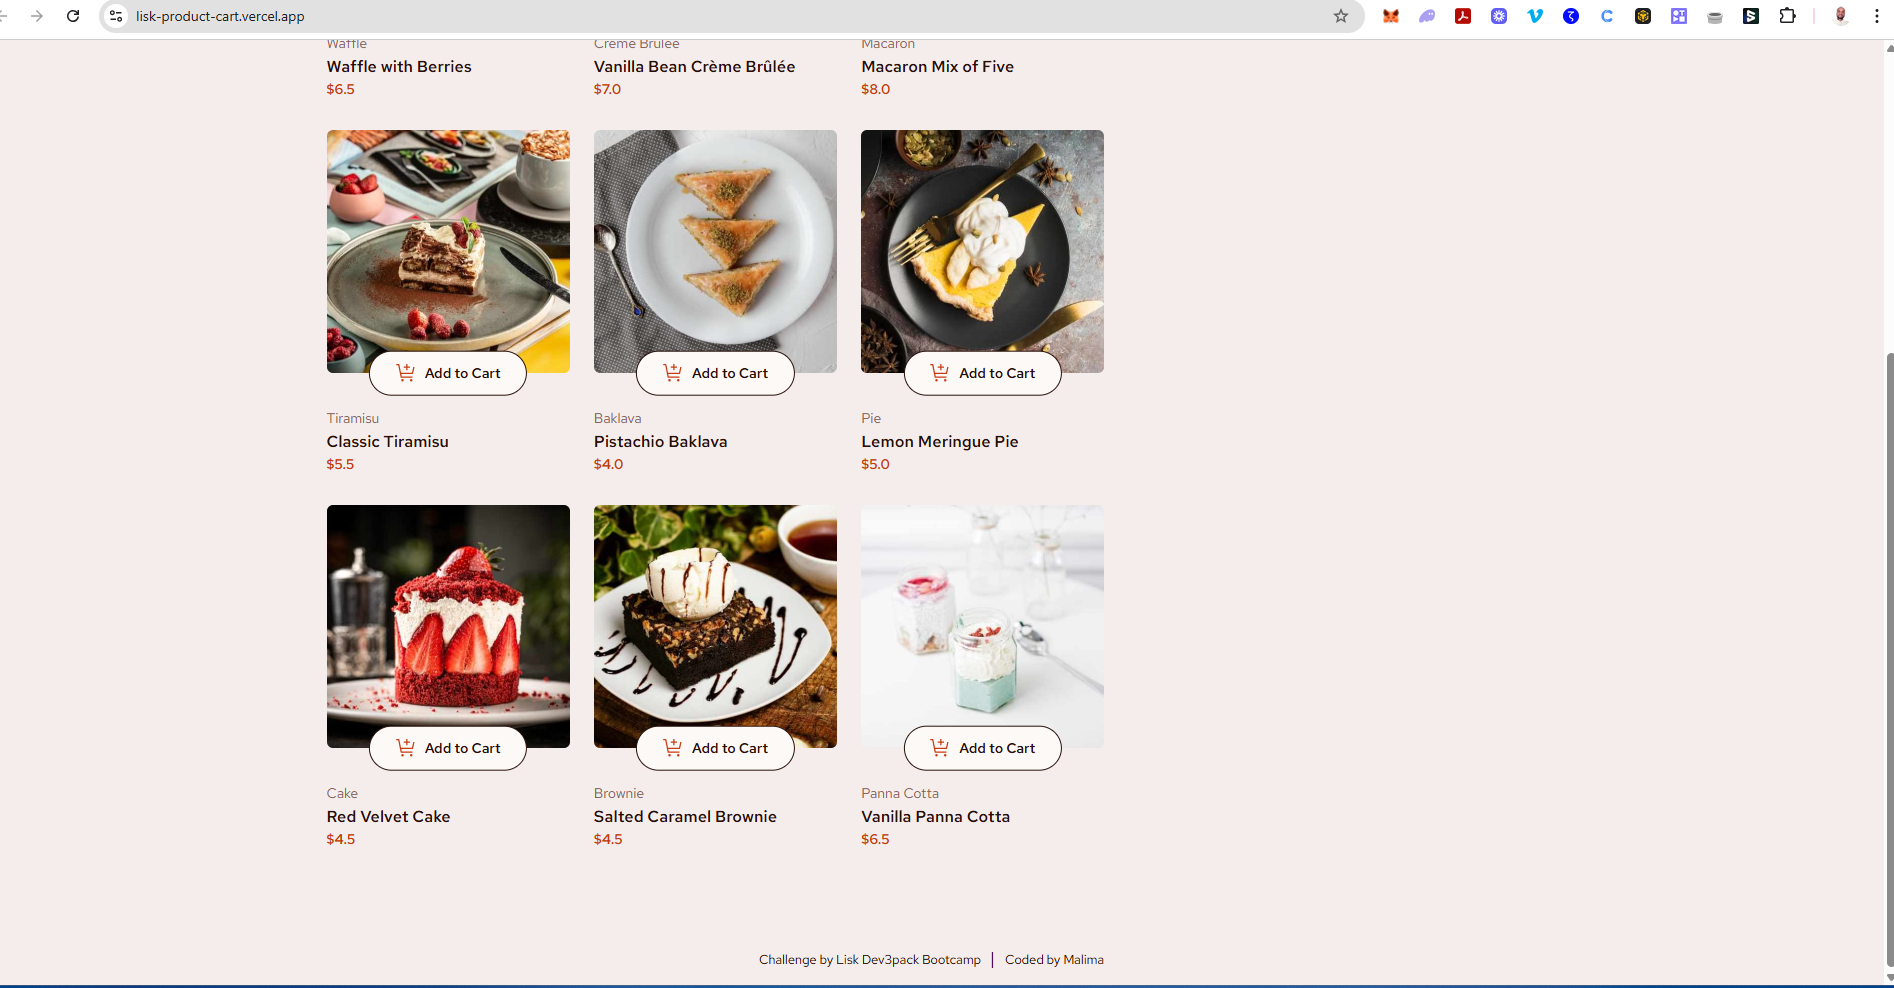 lisk-product-cart.vercel.app
Waffle Creme Brulee Macaron
Waffle with Berries Vanilla Bean Crème Brûlée Macaron Mix of Five
$6.5 $7.0 $8.0
Add to Cart Add to Cart Add to Cart
Tiramisu Baklava Pie
Classic Tiramisu Pistachio Baklava Lemon Meringue Pie
$5.5 $4.0 $5.0
Add to Cart Add to Cart Add to Cart
Cake Brownie Panna Cotta
Red Velvet Cake Salted Caramel Brownie Vanilla Panna Cotta
$4.5 $4.5 $6.5
Challenge by Lisk Dev3pack Bootcamp | Coded by Malima